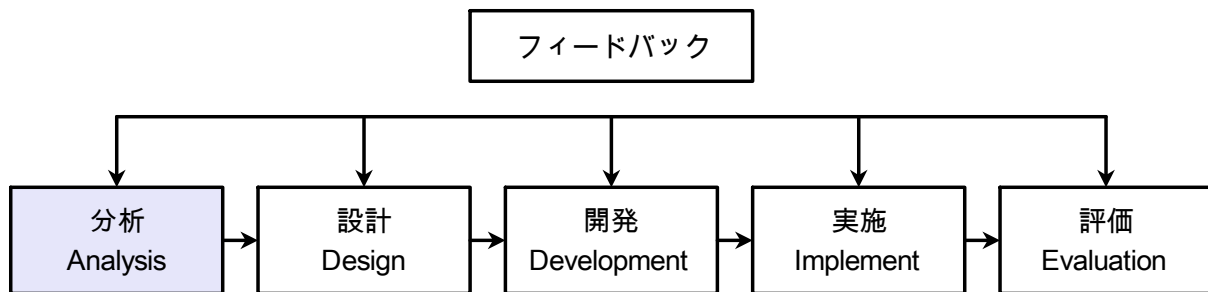 フィードバック
分析
Analysis
設計
Design
開発
Development
実施
Implement
評価
Evaluation